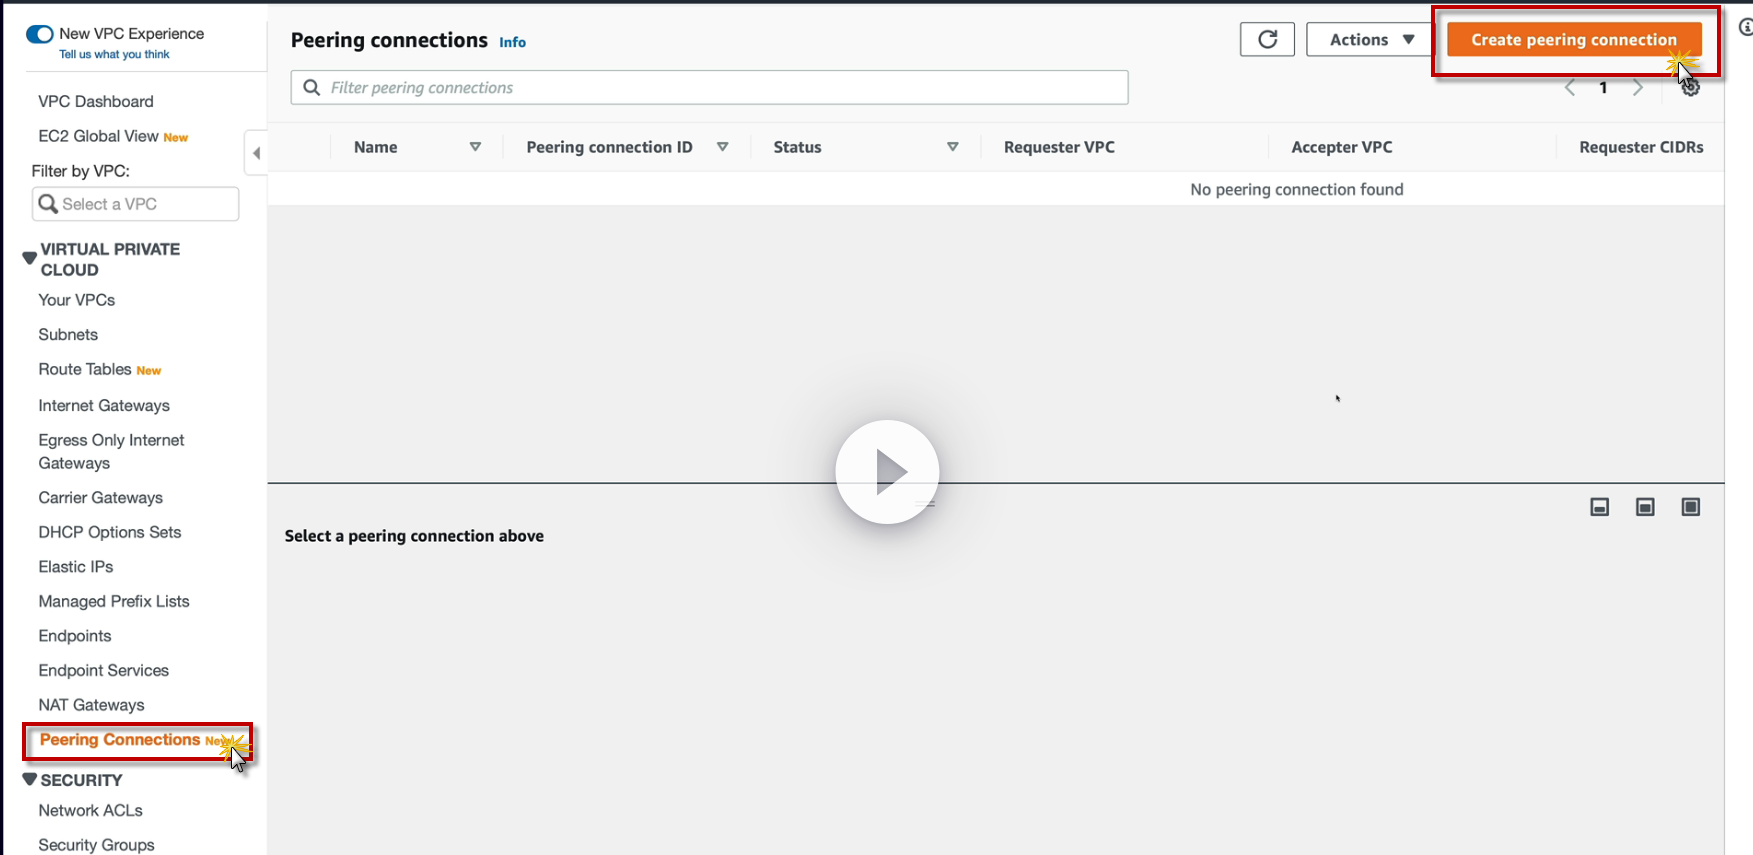 New VPC Experience
Tell us what you think
VPC Dashboard
EC2 Global View New
Filter by VPC:
Select a VPC
VIRTUAL PRIVATE
CLOUD
Your VPCs
Subnets
Route Tables New
Internet Gateways
Egress Only Internet
Gateways
Carrier Gateways
DHCP Options Sets
Elastic IPs
Managed Prefix Lists
Endpoints
Endpoint Services
NAT Gateways
Peering Connections New
SECURITY
Network ACLs
Security Groups
Peering connections Info
Actions
Create peering connection
Filter peering connections
1
Name Peering connection ID Status Requester VPC Accepter VPC Requester CIDRs
No peering connection found
Select a peering connection above